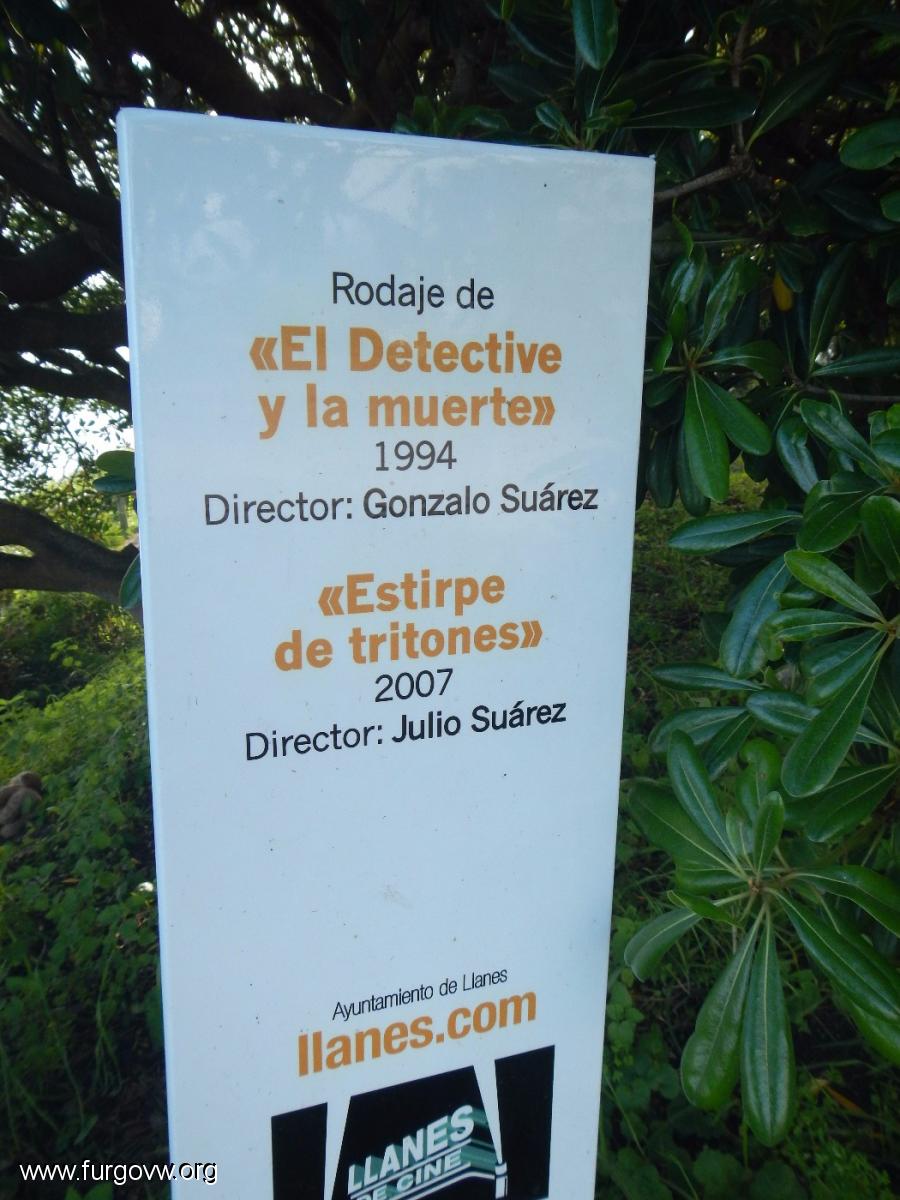 Rodaje de
«El Detective
y la muerte»
1994
Director: Gonzalo Suárez
«Estirpe
de tritones»
2007
Director: Julio Suárez
Ayuntamiento de Llanes
llanes.com
LLANES
DE CINE
www.furgovw.org